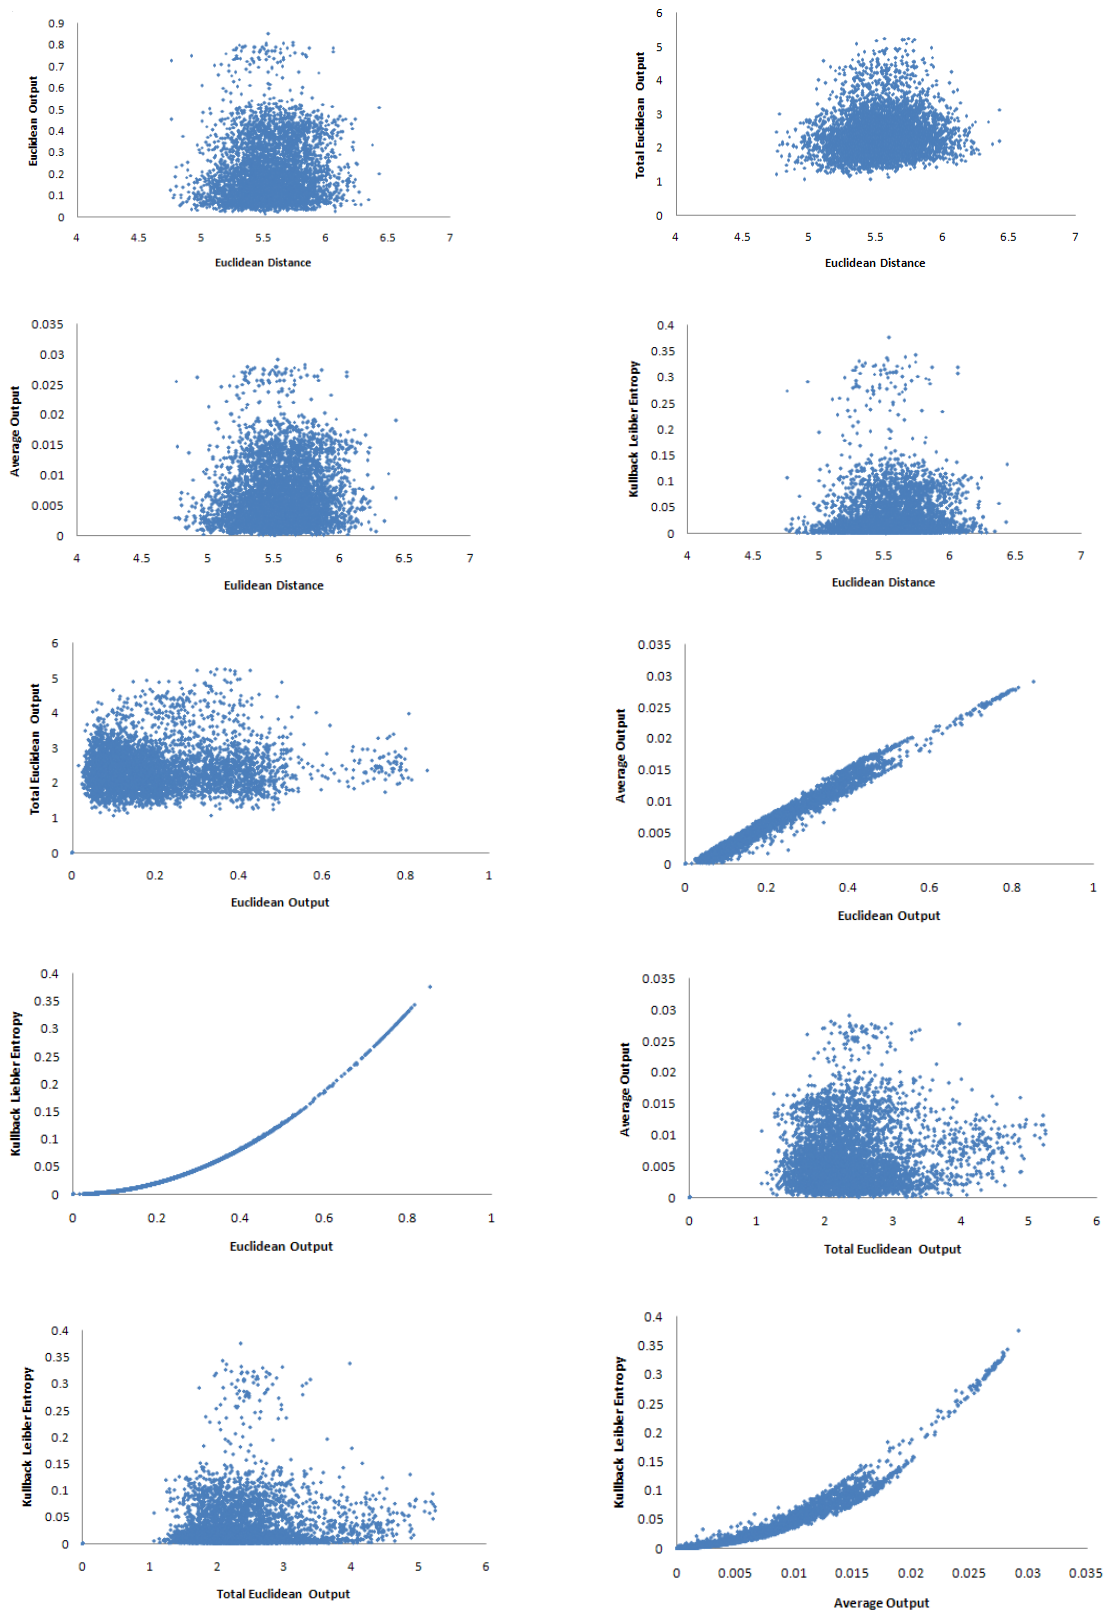 Euclidean Output
0.9
0.8
0.7
0.6
0.5
0.4
0.3
0.2
0.1
0
4 4.5 5 5.5 6 6.5 7
Euclidean Distance
Total Euclidean Output
6
5
4
3
2
1
0
4 4.5 5 5.5 6 6.5 7
Euclidean Distance
Average Output
0.035
0.03
0.025
0.02
0.015
0.01
0.005
0
4 4.5 5 5.5 6 6.5 7
Eulidean Distance
Kullback Leibler Entropy
0.4
0.35
0.3
0.25
0.2
0.15
0.1
0.05
0
4 4.5 5 5.5 6 6.5 7
Euclidean Distance
Total Euclidean Output
6
5
4
3
2
1
0
0 0.2 0.4 0.6 0.8 1
Euclidean Output
Average Output
0.035
0.03
0.025
0.02
0.015
0.01
0.005
0
0 0.2 0.4 0.6 0.8 1
Euclidean Output
Kullback Liebler Entropy
0.4
0.35
0.3
0.25
0.2
0.15
0.1
0.05
0
0 0.2 0.4 0.6 0.8 1
Euclidean Output
Average Output
0.035
0.03
0.025
0.02
0.015
0.01
0.005
0
0 1 2 3 4 5 6
Total Euclidean Output
Kullback Leibler Entropy
0.4
0.35
0.3
0.25
0.2
0.15
0.1
0.05
0
0 1 2 3 4 5 6
Total Euclidean Output
Kullback Leibler Entropy
0.4
0.35
0.3
0.25
0.2
0.15
0.1
0.05
0
0 0.005 0.01 0.015 0.02 0.025 0.03 0.035
Average Output